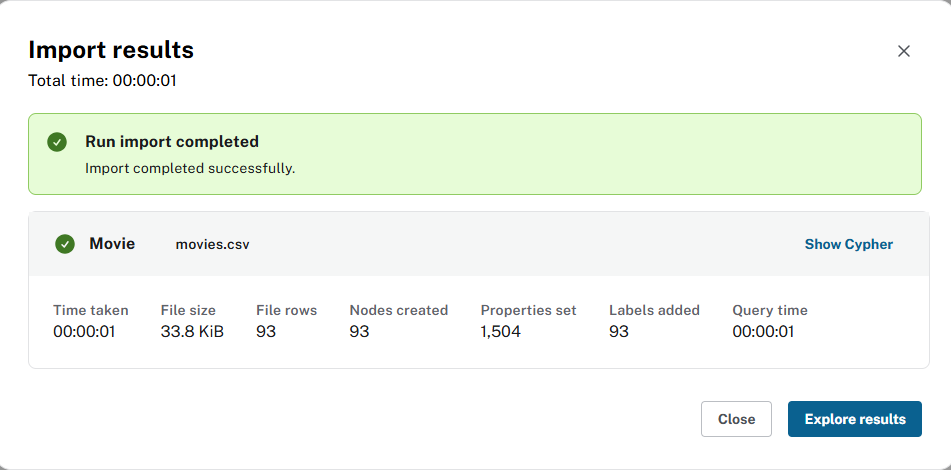 Import results
Total time: 00:00:01
Run import completed
Import completed successfully.
Movie movies.csv Show Cypher
Time taken File size File rows Nodes created Properties set Labels added Query time
00:00:01 33.8 KiB 93 93 1,504 93 00:00:01
Close Explore results